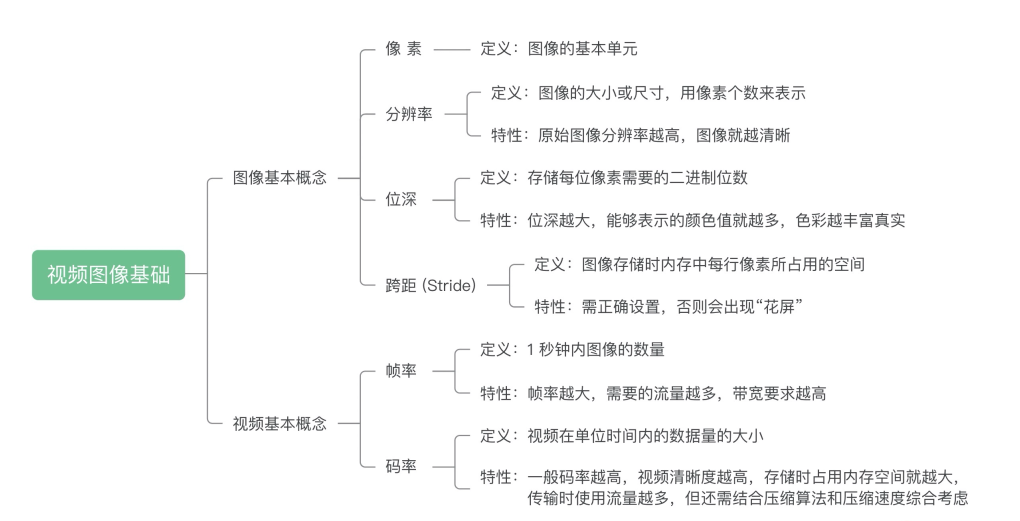 视频图像基础
图像基本概念
像 素
定义：图像的基本单元
分辨率
定义：图像的大小或尺寸，用像素个数来表示
特性：原始图像分辨率越高，图像就越清晰
位深
定义：存储每位像素需要的二进制位数
特性：位深越大，能够表示的颜色值就越多，色彩越丰富真实
跨距 (Stride)
定义：图像存储时内存中每行像素所占用的空间
特性：需正确设置，否则会出现“花屏”
视频基本概念
帧率
定义：1 秒钟内图像的数量
特性：帧率越大，需要的流量越多，带宽要求越高
码率
定义：视频在单位时间内的数据量的大小
特性：一般码率越高，视频清晰度越高，存储时占用内存空间就越大，
传输时使用流量越多，但还需结合压缩算法和压缩速度综合考虑